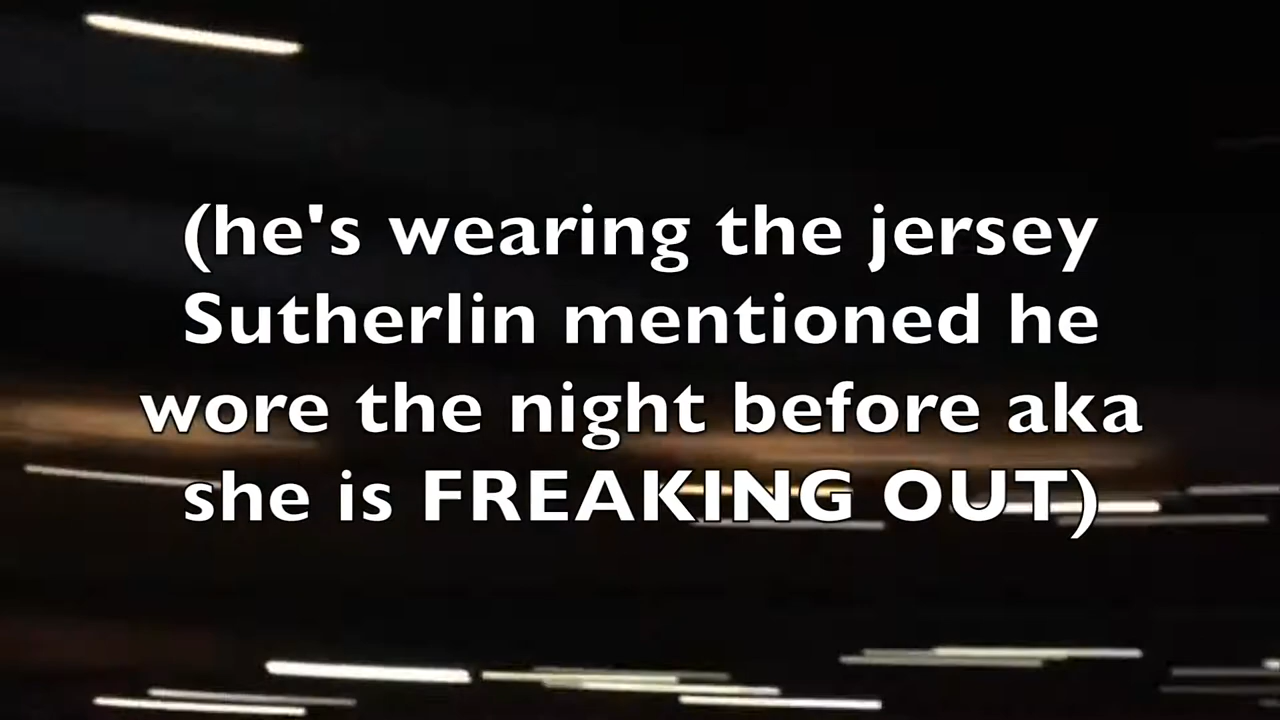 (he's wearing the jersey
Sutherlin mentioned he
wore the night before aka
she is FREAKING OUT)